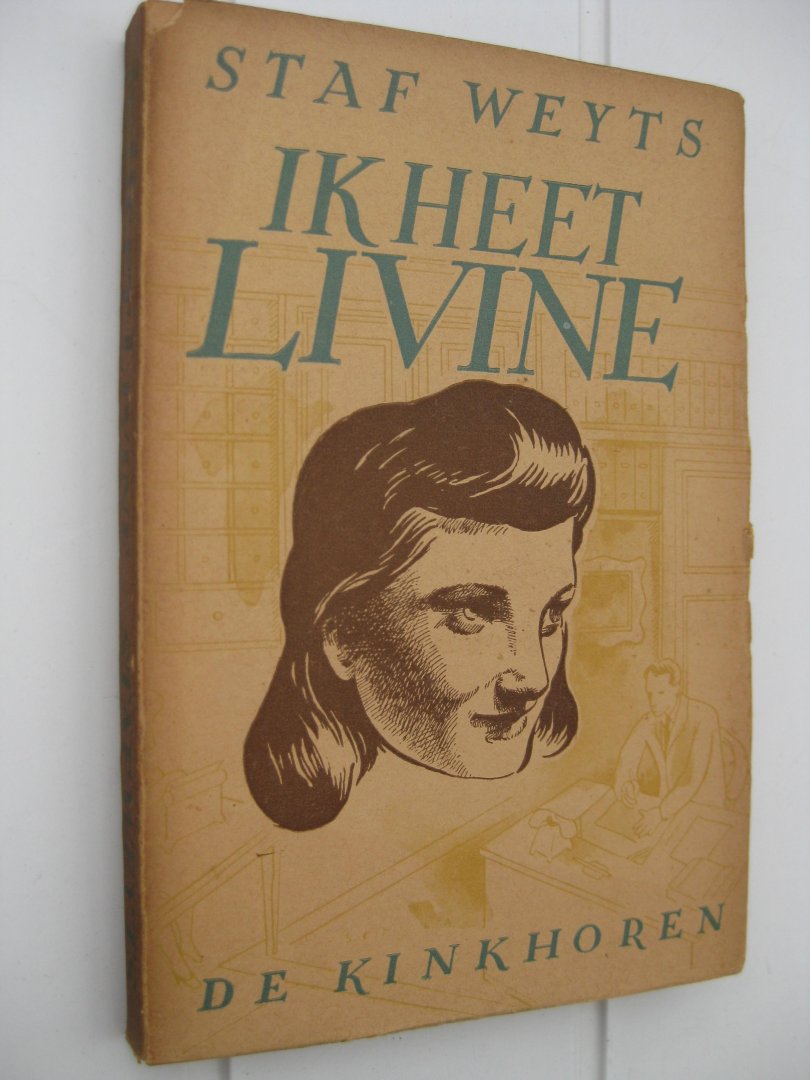 STAF WEYTS
IK HEET
LIVINE
DE KINKHOREN